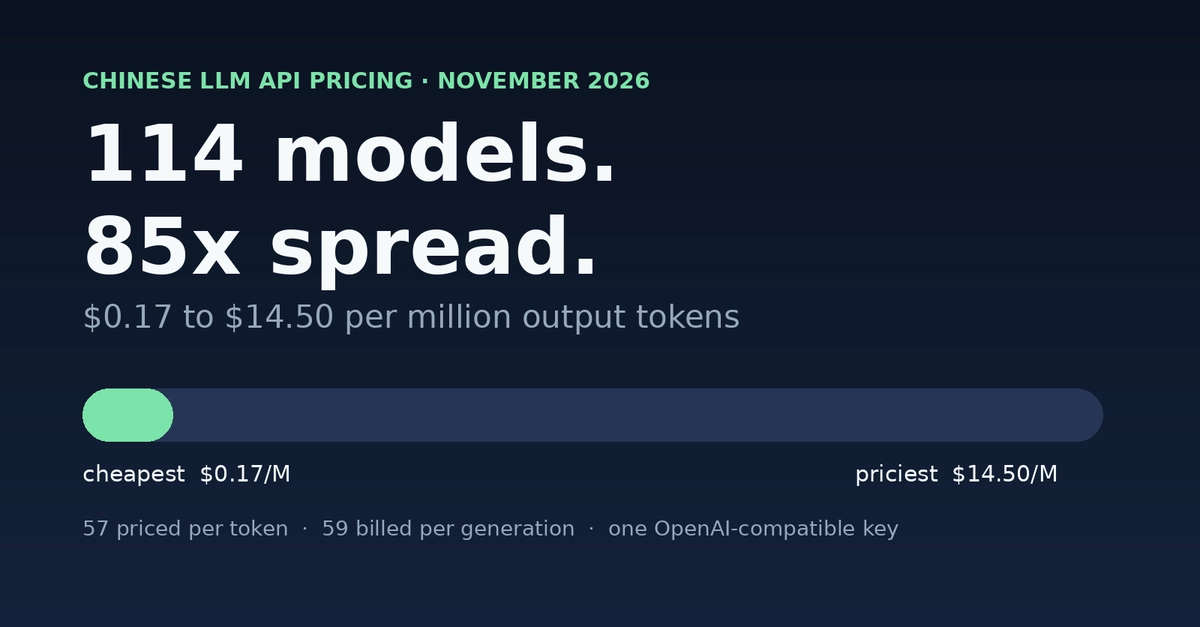 CHINESE LLM API PRICING · NOVEMBER 2026
114 models.
85x spread.
$0.17 to $14.50 per million output tokens
cheapest $0.17/M
priciest $14.50/M
57 priced per token · 59 billed per generation · one OpenAI-compatible key